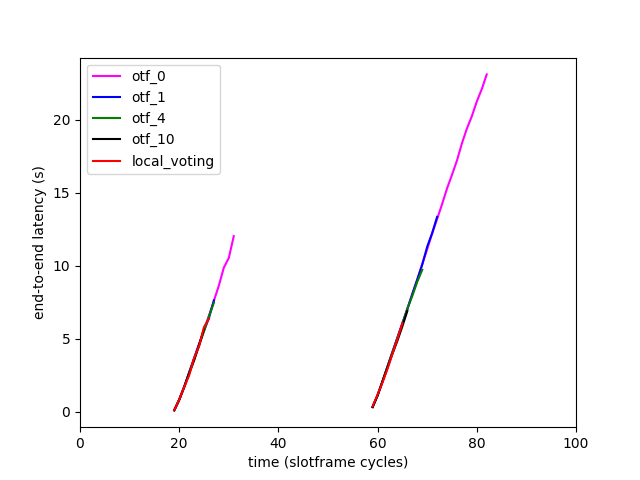 otf_0
otf_1
otf_4
otf_10
local_voting
end-to-end latency (s)
20
15
10
5
0
0 20 40 60 80 100
time (slotframe cycles)